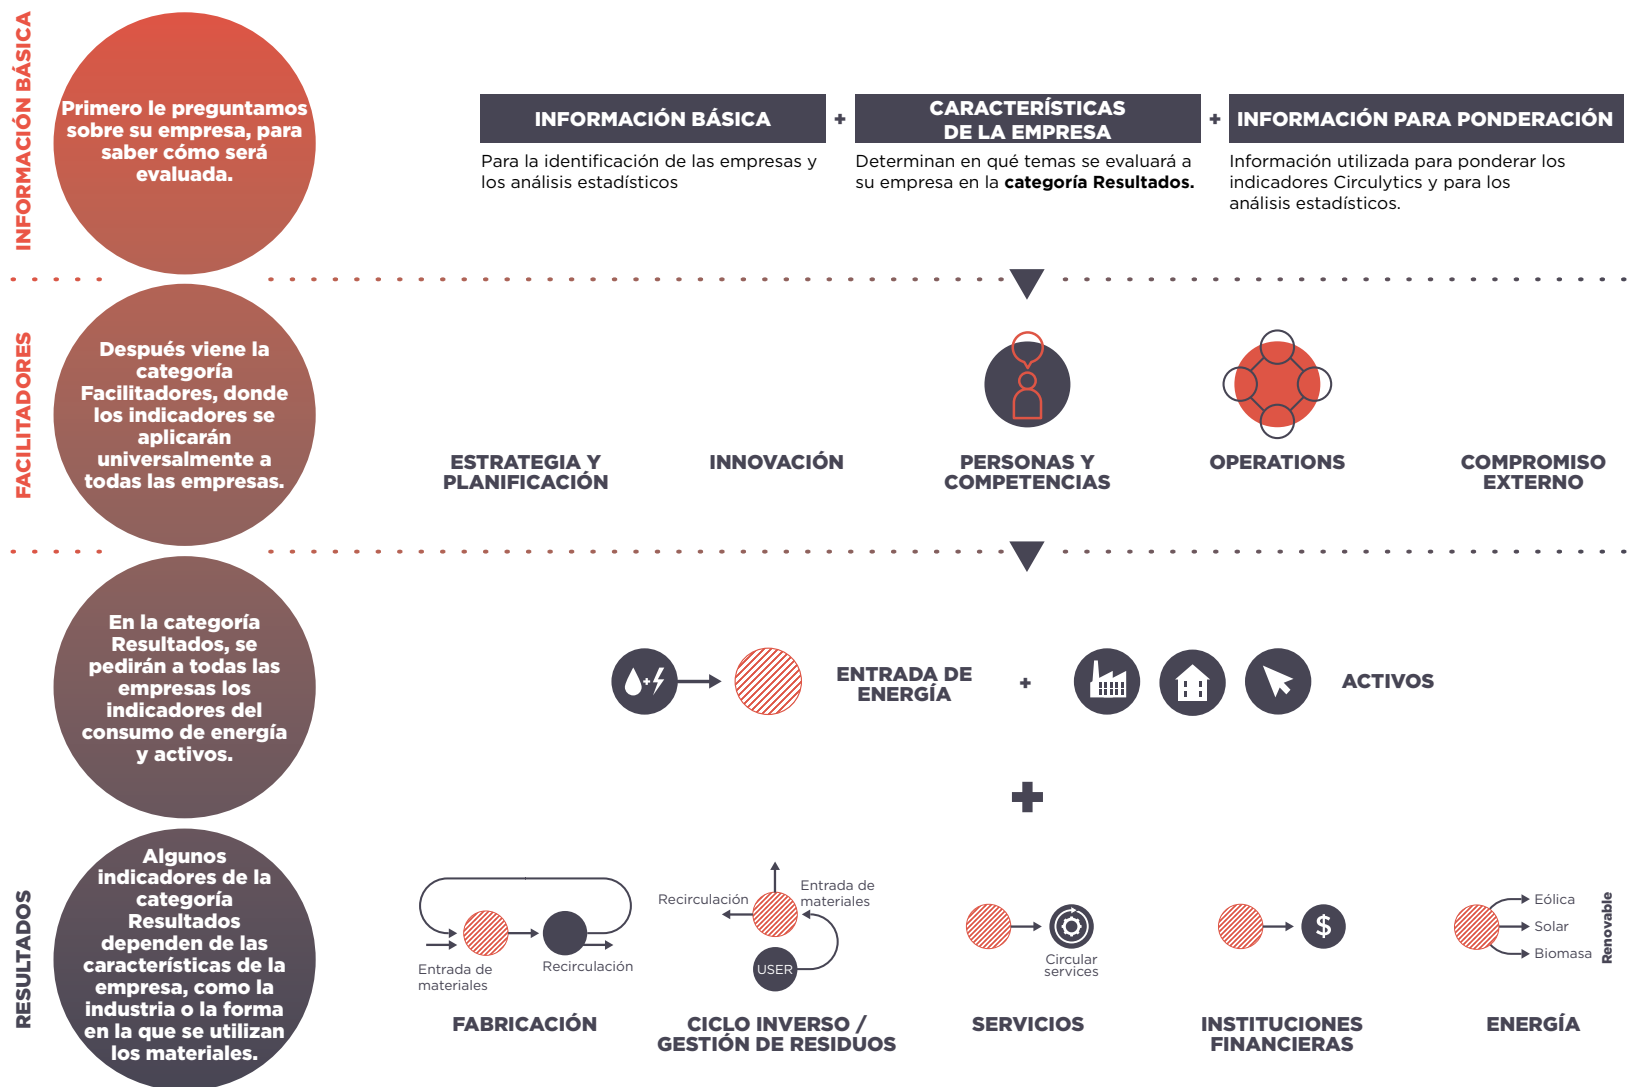 INFORMACIÓN BÁSICA
Primero le preguntamos
sobre su empresa, para
saber cómo será
evaluada.
INFORMACIÓN BÁSICA
Para la identificación de las empresas y
los análisis estadísticos
+
CARACTERÍSTICAS
DE LA EMPRESA
Determinan en qué temas se evaluará a
su empresa en la categoría Resultados.
+
INFORMACIÓN PARA PONDERACIÓN
Información utilizada para ponderar los
indicadores Circulytics y para los
análisis estadísticos.
FACILITADORES
Después viene la
categoría
Facilitadores, donde
los indicadores se
aplicarán
universalmente a
todas las empresas.
ESTRATEGIA Y
PLANIFICACIÓN
INNOVACIÓN
PERSONAS Y
COMPETENCIAS
OPERATIONS
COMPROMISO
EXTERNO
RESULTADOS
En la categoría
Resultados, se
pedirán a todas las
empresas los
indicadores del
consumo de energía
y activos.
+
ENTRADA DE
ENERGÍA
+
ACTIVOS
Algunos
indicadores de la
categoría
Resultados
dependen de las
características de la
empresa, como la
industria o la forma
en la que se utilizan
los materiales.
Entrada de
materiales
Recirculación
FABRICACIÓN
Recirculación
Entrada de
materiales
USER
CICLO INVERSO /
GESTIÓN DE RESIDUOS
Circular
services
SERVICIOS
$
INSTITUCIONES
FINANCIERAS
Eólica
Solar
Biomasa
Renovable
ENERGÍA